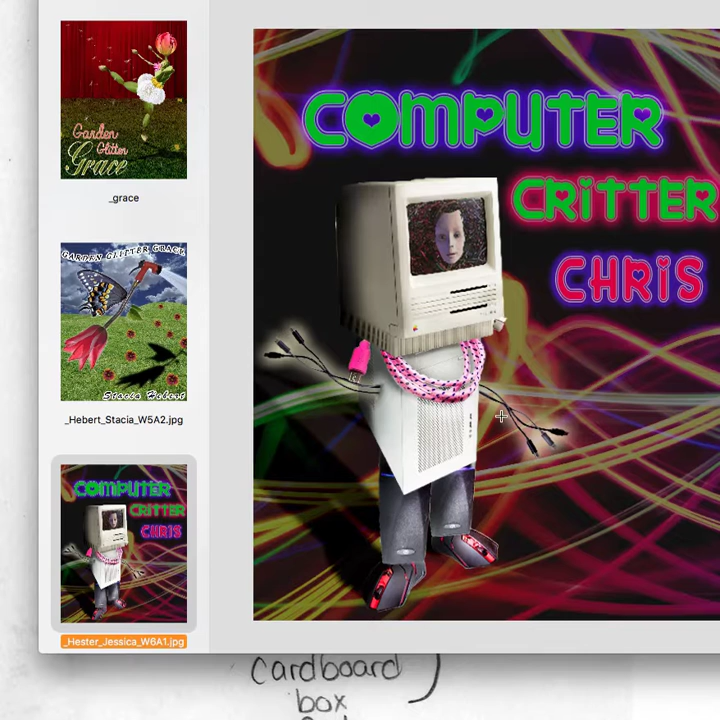 Garden
Glitter
Grace
_grace
GARDEN GLITTER GRACE
Stacia Hebert
_Hebert_Stacia_W5A2.jpg
COMPUTER
CRITTER
CHRIS
_Hester_Jessica_W6A1.jpg
COMPUTER
CRITTER
CHRIS
cardboard
box